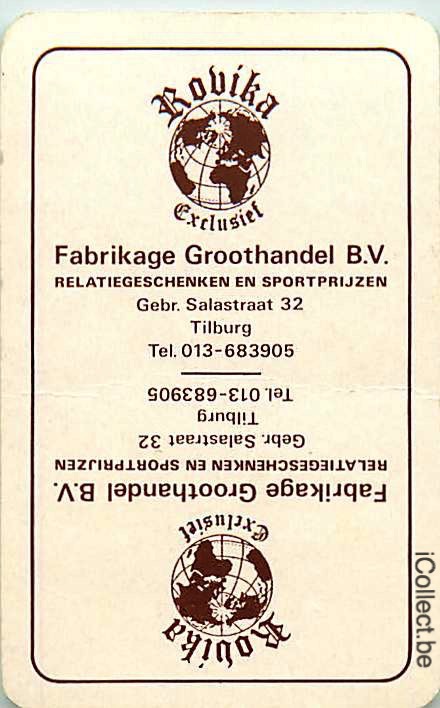 Rovika
Exclusief
Fabrikage Groothandel B.V.
RELATIEGESCHENKEN EN SPORTPRIJZEN
Gebr. Salastraat 32
Tilburg
Tel. 013-683905
Rovika
Exclusief
Fabrikage Groothandel B.V.
RELATIEGESCHENKEN EN SPORTPRIJZEN
Gebr. Salastraat 32
Tilburg
Tel. 013-683905
iCollect.be